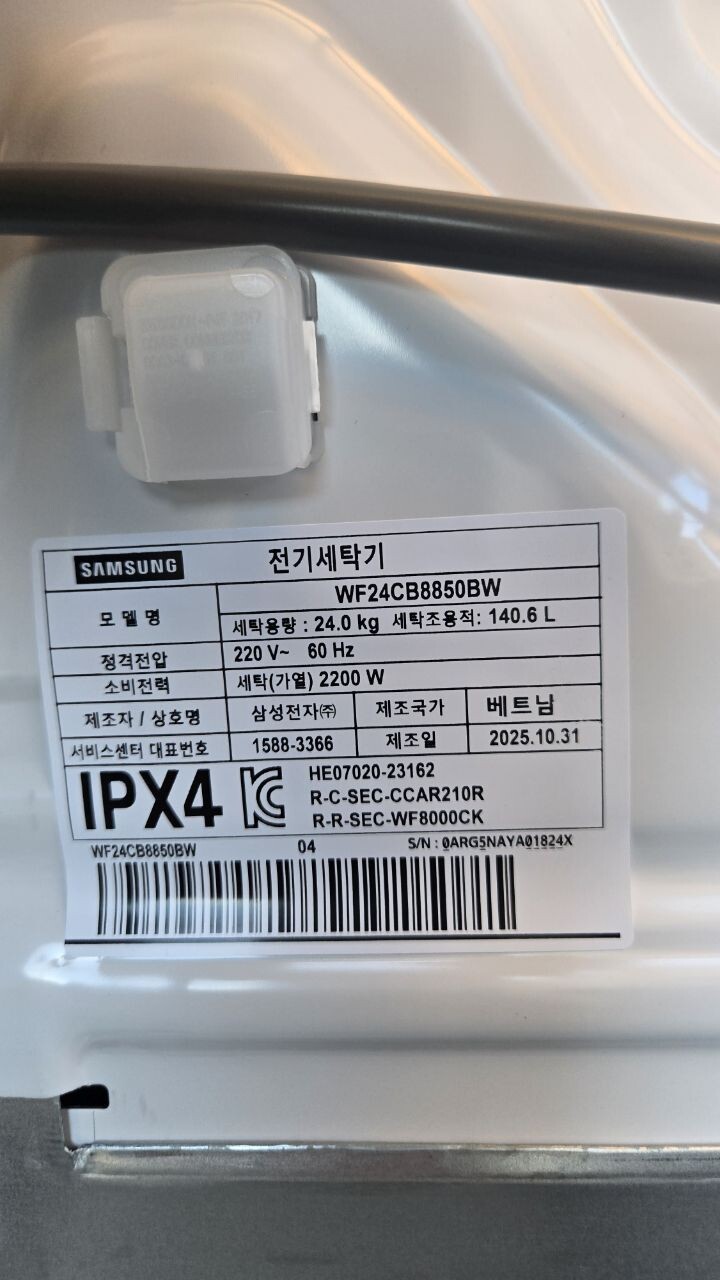 SAMSUNG 전기세탁기
모델명 WF24CB8850BW
세탁용량 : 24.0 kg 세탁조용적: 140.6 L
정격전압 220 V~ 60 Hz
소비전력 세탁(가열) 2200 W
제조자 / 상호명 삼성전자㈜ 제조국가 베트남
서비스센터 대표번호 1588-3366 제조일 2025.10.31
IPX4 HE07020-23162
R-C-SEC-CCAR210R
R-R-SEC-WF8000CK
WF24CB8850BW 04 S/N : 0ARG5NAYA01824X